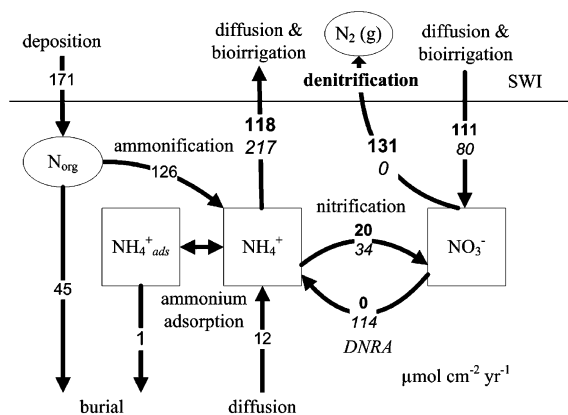 diffusion &
bioirrigation
N₂ (g)
diffusion &
bioirrigation
deposition
171
denitrification
SWI
118
217
131
0
111
80
ammonification
126
N_org
nitrification
20
34
NH₄⁺ads
NH₄⁺
NO₃⁻
45
ammonium
adsorption
0
114
1
12
DNRA
µmol cm⁻² yr⁻¹
burial
diffusion